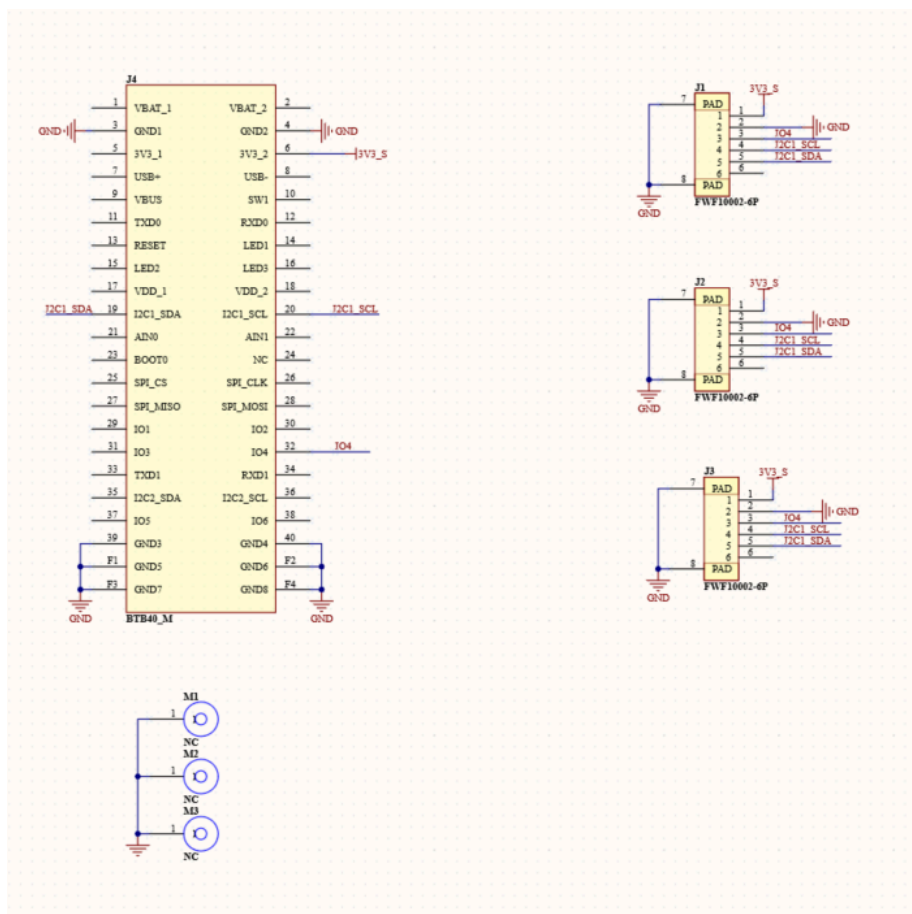 J4
1 VBAT_1 VBAT_2 2
GND 3 GND1 GND2 4 GND
5 3V3_1 3V3_2 6 3V3_S
7 USB+ USB- 8
9 VBUS SW1 10
11 TXD0 RXD0 12
13 RESET LED1 14
15 LED2 LED3 16
17 VDD_1 VDD_2 18
I2C1_SDA 19 I2C1_SDA I2C1_SCL 20 I2C1_SCL
21 AIN0 AIN1 22
23 BOOT0 NC 24
25 SPI_CS SPI_CLK 26
27 SPI_MISO SPI_MOSI 28
29 IO1 IO2 30
31 IO3 IO4 32 IO4
33 TXD1 RXD1 34
35 I2C2_SDA I2C2_SCL 36
37 IO5 IO6 38
39 GND3 GND4 40
F1 GND5 GND6 F2
F3 GND7 GND8 F4
GND GND
BTB40_M
J1
3V3_S
7 PAD
1 1
2 2 GND
3 3 IO4
4 4 I2C1_SCL
5 5 I2C1_SDA
6 6
8 PAD
GND
FWF10002-6P
J2
3V3_S
7 PAD
1 1
2 2 GND
3 3 IO4
4 4 I2C1_SCL
5 5 I2C1_SDA
6 6
8 PAD
GND
FWF10002-6P
J3
3V3_S
7 PAD
1 1
2 2 GND
3 3 IO4
4 4 I2C1_SCL
5 5 I2C1_SDA
6 6
8 PAD
GND
FWF10002-6P
M1
1
NC
M2
1
NC
M3
1
NC